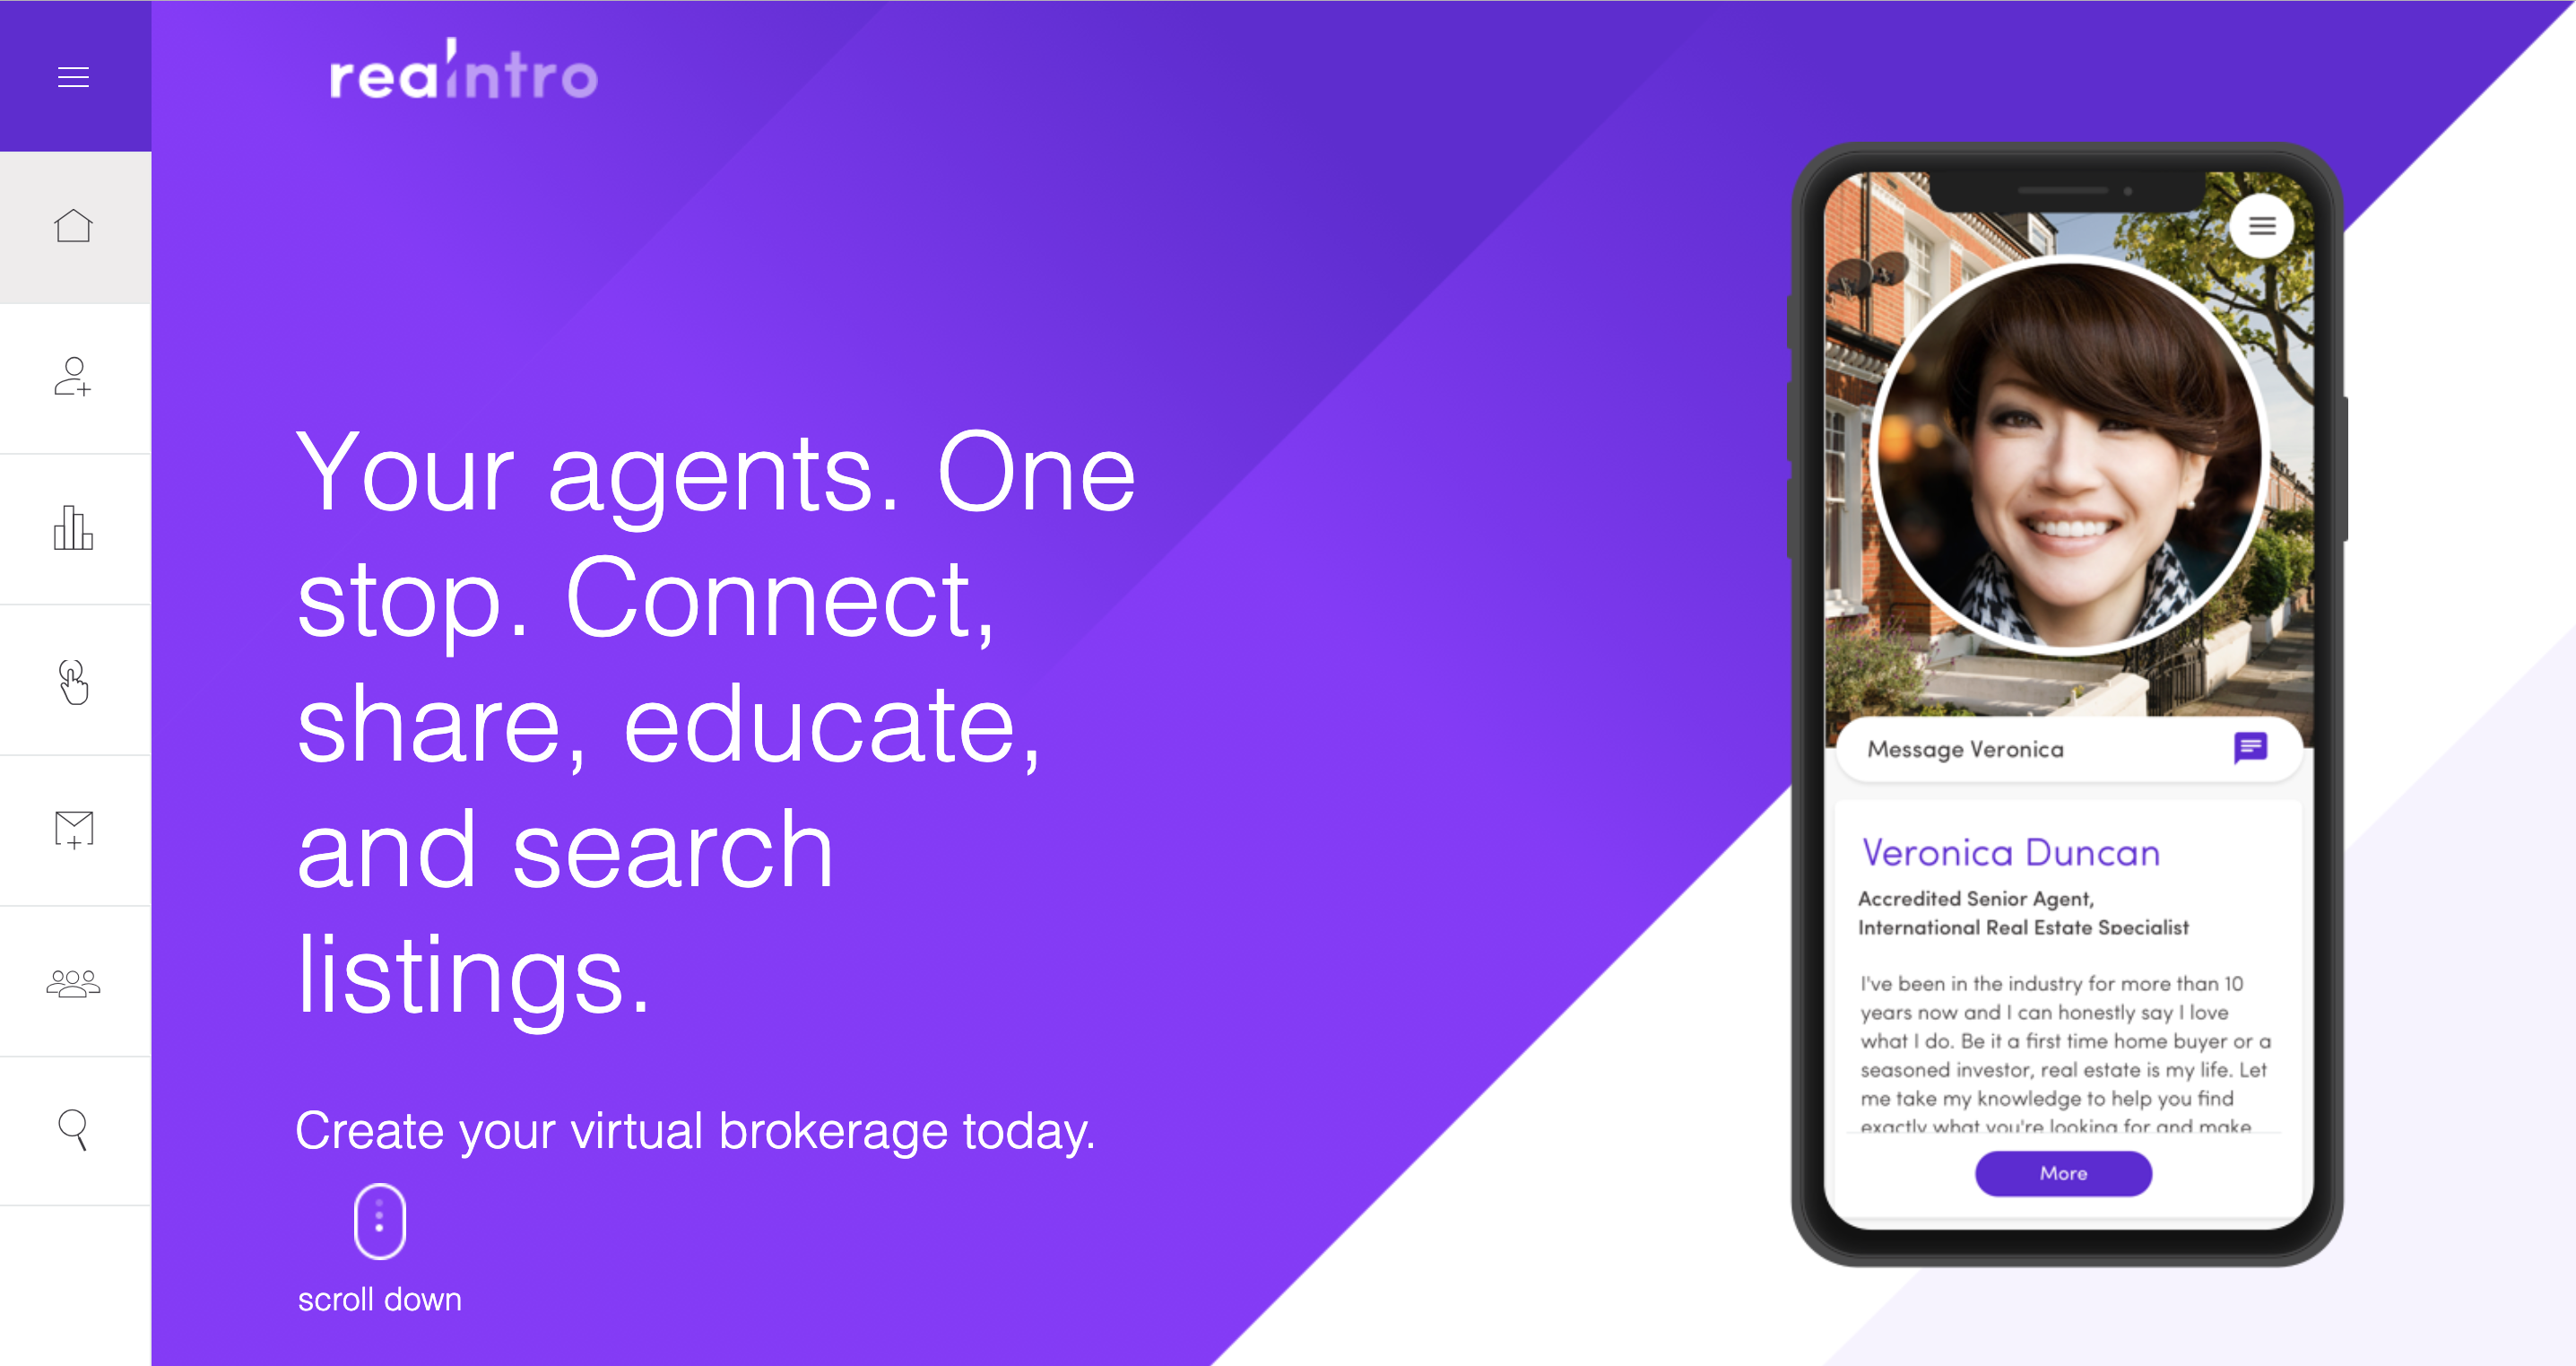 reaintro
Your agents. One
stop. Connect,
share, educate,
and search
listings.
Create your virtual brokerage today.
scroll down
Message Veronica
Veronica Duncan
Accredited Senior Agent,
International Real Estate Specialist
I've been in the industry for more than 10
years now and I can honestly say I love
what I do. Be it a first time home buyer or a
seasoned investor, real estate is my life. Let
me take my knowledge to help you find
exactly what you're looking for and make
More